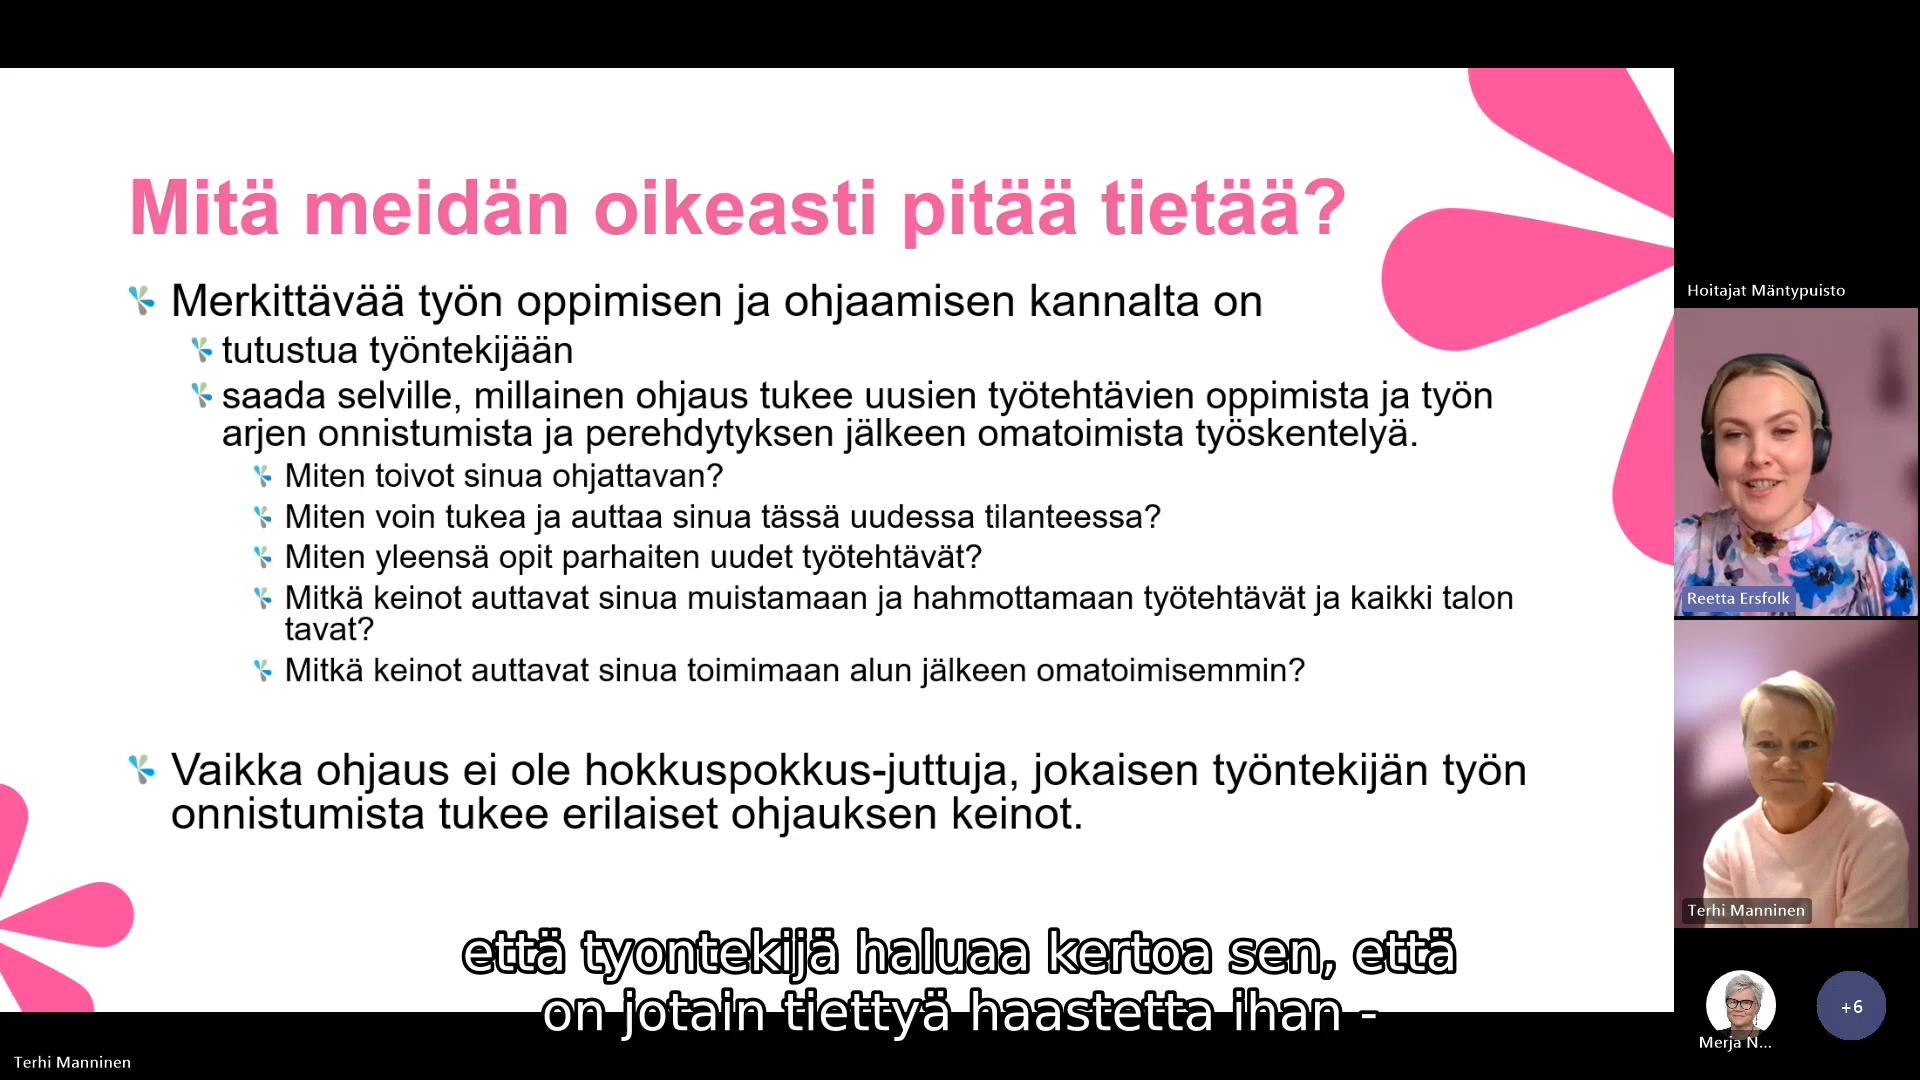 Mitä meidän oikeasti pitää tietää?
Merkittävää työn oppimisen ja ohjaamisen kannalta on
tutustua työntekijään
saada selville, millainen ohjaus tukee uusien työtehtävien oppimista ja työn
arjen onnistumista ja perehdytyksen jälkeen omatoimista työskentelyä.
Miten toivot sinua ohjattavan?
Miten voin tukea ja auttaa sinua tässä uudessa tilanteessa?
Miten yleensä opit parhaiten uudet työtehtävät?
Mitkä keinot auttavat sinua muistamaan ja hahmottamaan työtehtävät ja kaikki talon
tavat?
Mitkä keinot auttavat sinua toimimaan alun jälkeen omatoimisemmin?
Vaikka ohjaus ei ole hokkuspokkus-juttuja, jokaisen työntekijän työn
onnistumista tukee erilaiset ohjauksen keinot.
että tyontekijä haluaa kertoa sen, että
on jotain tiettyä haastetta ihan -
Terhi Manninen
Hoitajat Mäntypuisto
Reetta Ersfolk
Terhi Manninen
Merja N...
+6